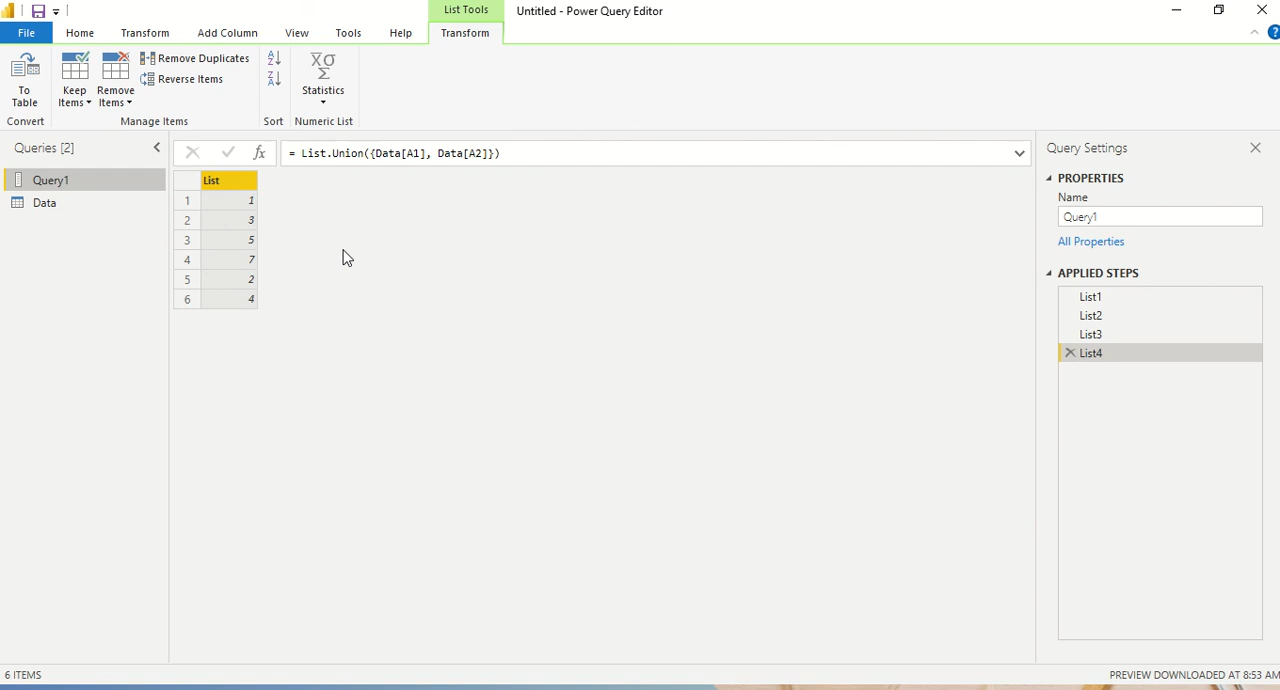 List Tools
Untitled - Power Query Editor
File
Home
Transform
Add Column
View
Tools
Help
Transform
?
To
Table
Keep
Items
Remove
Items
Remove Duplicates
Reverse Items
A
Z
Z
A
Xσ
Σ
Statistics
Convert
Manage Items
Sort
Numeric List
Queries [2]
Query1
Data
fx
= List.Union({Data[A1], Data[A2]})
List
1 1
2 3
3 5
4 7
5 2
6 4
Query Settings
PROPERTIES
Name
Query1
All Properties
APPLIED STEPS
List1
List2
List3
List4
6 ITEMS
PREVIEW DOWNLOADED AT 8:53 AM